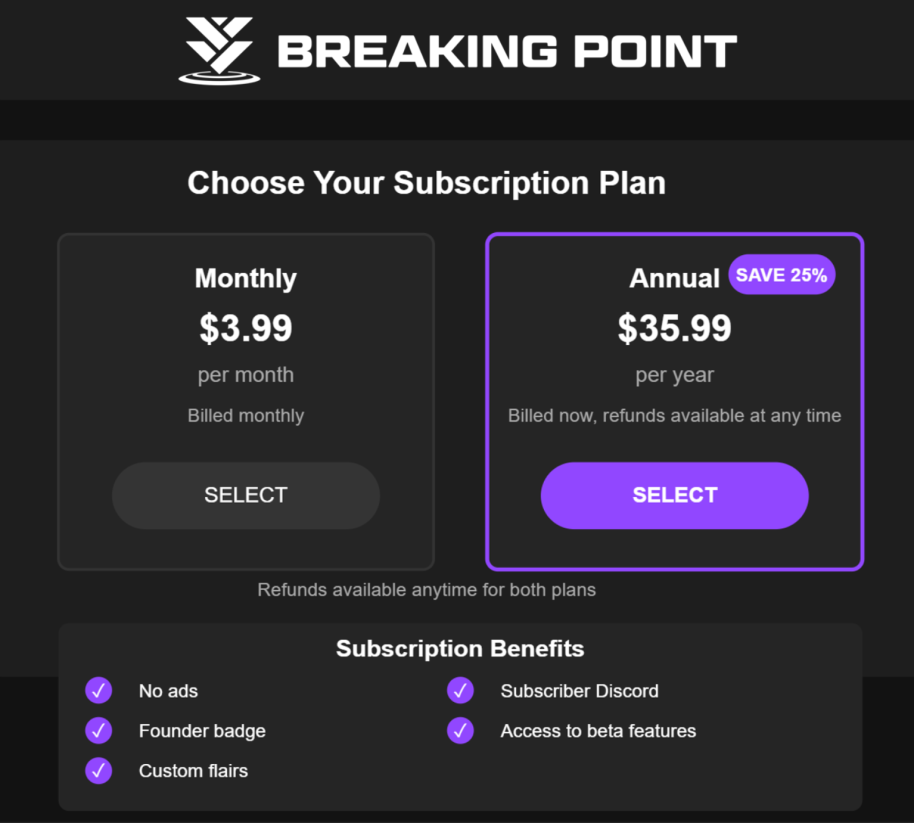 BREAKING POINT
Choose Your Subscription Plan
Monthly
$3.99
per month
Billed monthly
SELECT
Annual SAVE 25%
$35.99
per year
Billed now, refunds available at any time
SELECT
Refunds available anytime for both plans
Subscription Benefits
No ads
Founder badge
Custom flairs
Subscriber Discord
Access to beta features